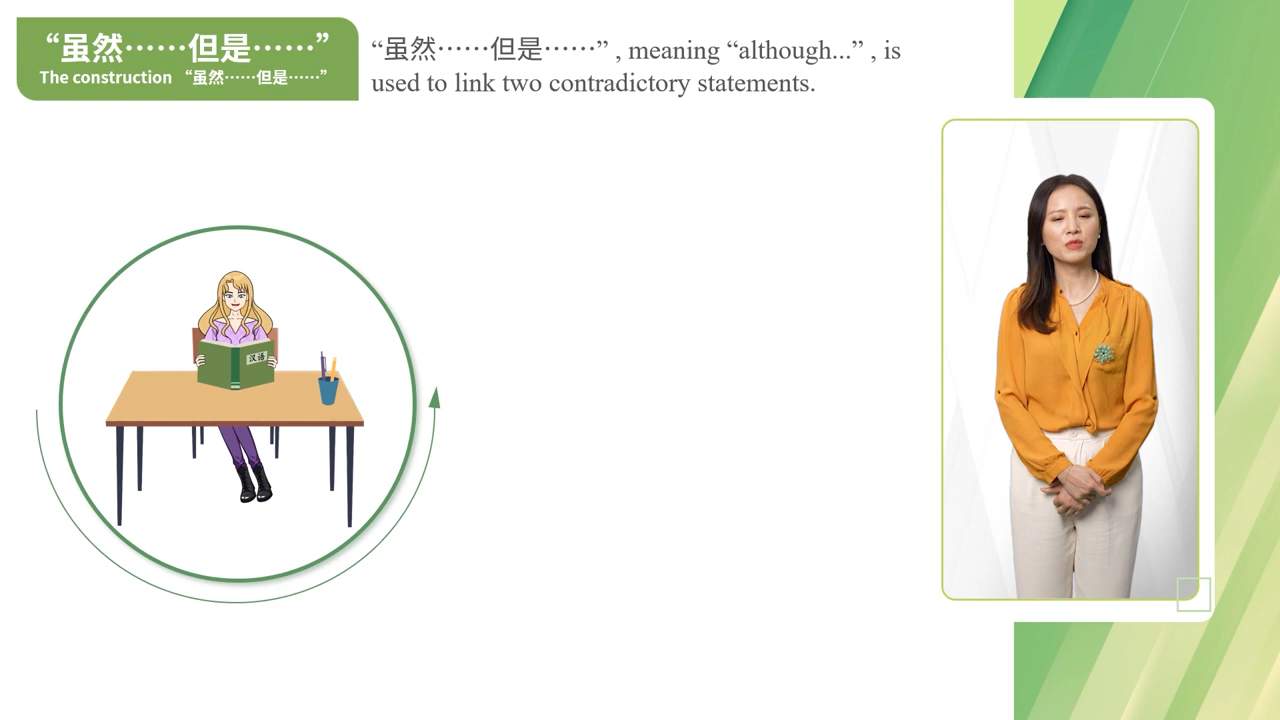 “虽然……但是……”
The construction “虽然……但是……”
“虽然……但是……” , meaning “although...” , is
used to link two contradictory statements.
汉语